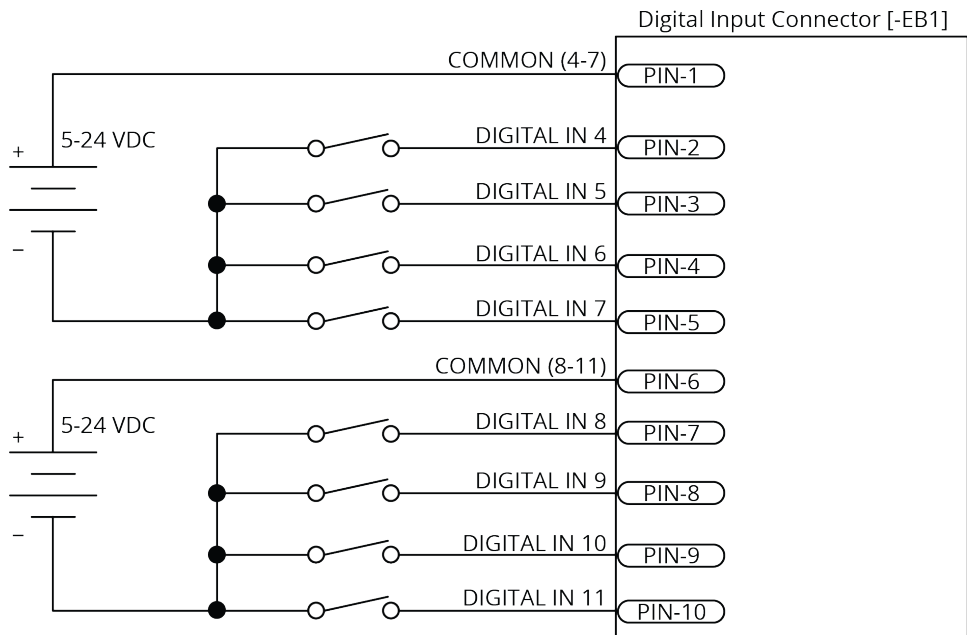 Digital Input Connector [-EB1]
COMMON (4-7)
PIN-1
5-24 VDC
+
−
DIGITAL IN 4
PIN-2
DIGITAL IN 5
PIN-3
DIGITAL IN 6
PIN-4
DIGITAL IN 7
PIN-5
COMMON (8-11)
PIN-6
5-24 VDC
+
−
DIGITAL IN 8
PIN-7
DIGITAL IN 9
PIN-8
DIGITAL IN 10
PIN-9
DIGITAL IN 11
PIN-10